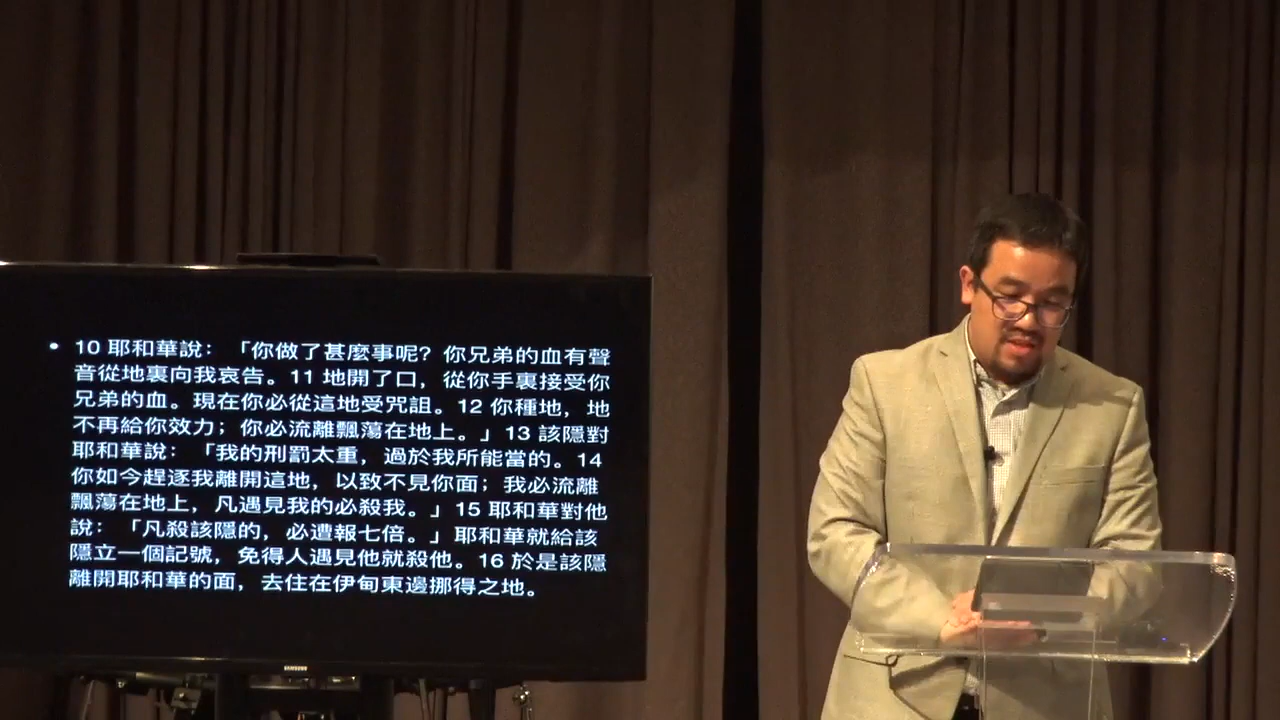 • 10 耶和華說：「你做了甚麼事呢？你兄弟的血有聲
音從地裏向我哀告。11 地開了口，從你手裏接受你
兄弟的血。現在你必從這地受咒詛。12 你種地，地
不再給你效力；你必流離飄蕩在地上。」13 該隱對
耶和華說：「我的刑罰太重，過於我所能當的。14
你如今趕逐我離開這地，以致不見你面；我必流離
飄蕩在地上，凡遇見我的必殺我。」15 耶和華對他
說：「凡殺該隱的，必遭報七倍。」耶和華就給該
隱立一個記號，免得人遇見他就殺他。16 於是該隱
離開耶和華的面，去住在伊甸東邊挪得之地。
SAMSUNG